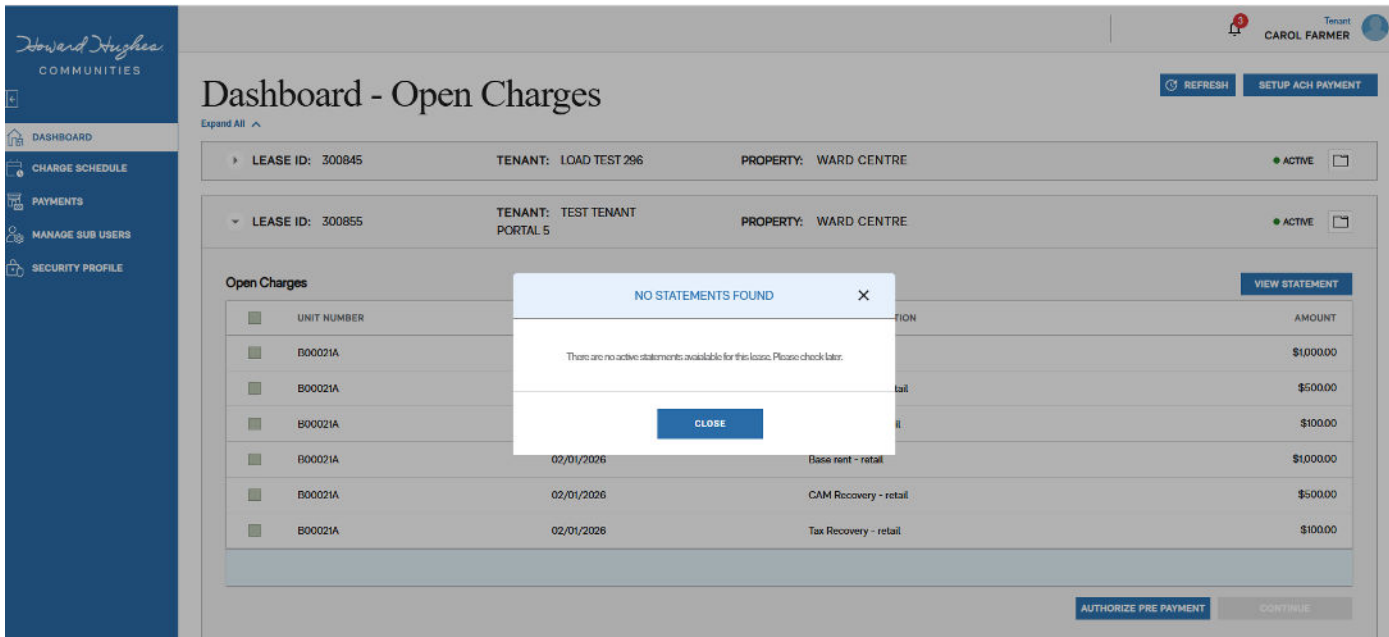 Howard Hughes.
COMMUNITIES
3
Tenant
CAROL FARMER
Dashboard - Open Charges
REFRESH
SETUP ACH PAYMENT
Expand All
DASHBOARD
CHARGE SCHEDULE
PAYMENTS
MANAGE SUB USERS
SECURITY PROFILE
LEASE ID: 300845 TENANT: LOAD TEST 296 PROPERTY: WARD CENTRE ACTIVE
LEASE ID: 300855 TENANT: TEST TENANT PORTAL 5 PROPERTY: WARD CENTRE ACTIVE
Open Charges
VIEW STATEMENT
UNIT NUMBER TION AMOUNT
B00021A $1,000.00
B00021A tail $500.00
B00021A il $100.00
B00021A 02/01/2026 Base rent - retail $1,000.00
B00021A 02/01/2026 CAM Recovery - retail $500.00
B00021A 02/01/2026 Tax Recovery - retail $100.00
NO STATEMENTS FOUND
There are no active statements avaialable for this lease. Please check later.
CLOSE
AUTHORIZE PRE PAYMENT
CONTINUE